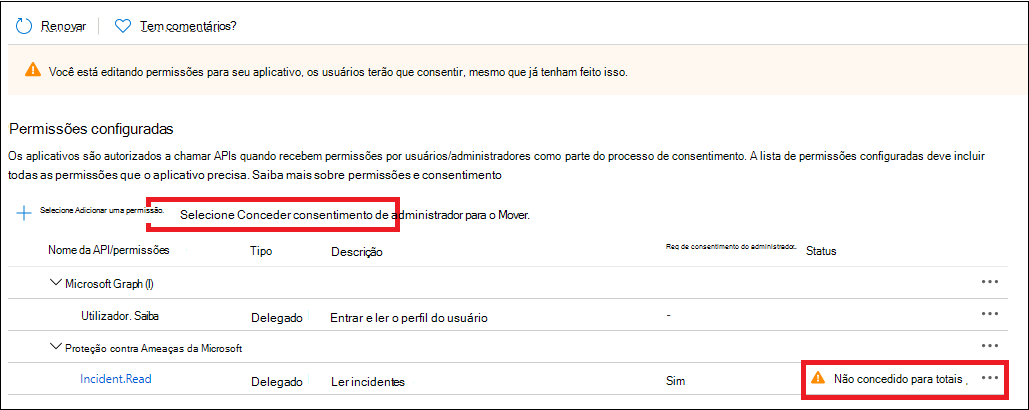 Renovar Tem comentários?
Você está editando permissões para seu aplicativo, os usuários terão que consentir, mesmo que já tenham feito isso.
Permissões configuradas
Os aplicativos são autorizados a chamar APIs quando recebem permissões por usuários/administradores como parte do processo de consentimento. A lista de permissões configuradas deve incluir
todas as permissões que o aplicativo precisa. Saiba mais sobre permissões e consentimento
Selecione Adicionar uma permissão. Selecione Conceder consentimento de administrador para o Mover.
Nome da API/permissões Tipo Descrição Req de consentimento do administrador. Status
Microsoft Graph (I)
Utilizador. Saiba Delegado Entrar e ler o perfil do usuário -
Proteção contra Ameaças da Microsoft
Incident.Read Delegado Ler incidentes Sim Não concedido para totais ,